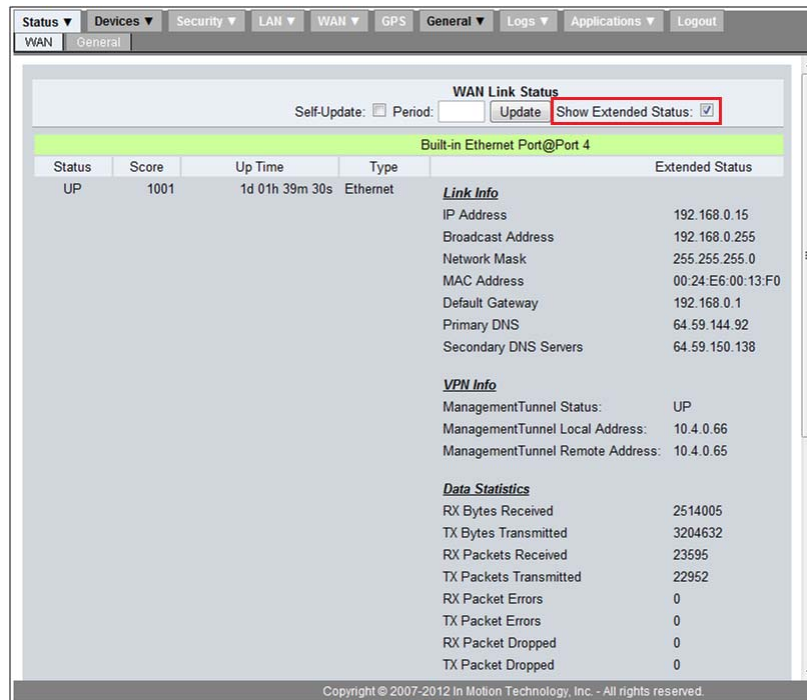 Status ▼ Devices ▼ Security ▼ LAN ▼ WAN ▼ GPS General ▼ Logs ▼ Applications ▼ Logout
WAN General
WAN Link Status
Self-Update: Period: Update Show Extended Status:
Built-in Ethernet Port@Port 4
Status Score Up Time Type Extended Status
UP 1001 1d 01h 39m 30s Ethernet Link Info
IP Address 192.168.0.15
Broadcast Address 192.168.0.255
Network Mask 255.255.255.0
MAC Address 00:24:E6:00:13:F0
Default Gateway 192.168.0.1
Primary DNS 64.59.144.92
Secondary DNS Servers 64.59.150.138
VPN Info
ManagementTunnel Status: UP
ManagementTunnel Local Address: 10.4.0.66
ManagementTunnel Remote Address: 10.4.0.65
Data Statistics
RX Bytes Received 2514005
TX Bytes Transmitted 3204632
RX Packets Received 23595
TX Packets Transmitted 22952
RX Packet Errors 0
TX Packet Errors 0
RX Packet Dropped 0
TX Packet Dropped 0
Copyright © 2007-2012 In Motion Technology, Inc. - All rights reserved.